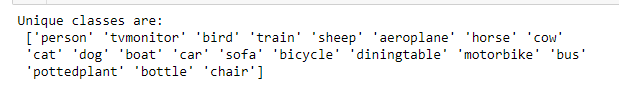 Unique classes are:
['person' 'tvmonitor' 'bird' 'train' 'sheep' 'aeroplane' 'horse' 'cow'
'cat' 'dog' 'boat' 'car' 'sofa' 'bicycle' 'diningtable' 'motorbike' 'bus'
'pottedplant' 'bottle' 'chair']